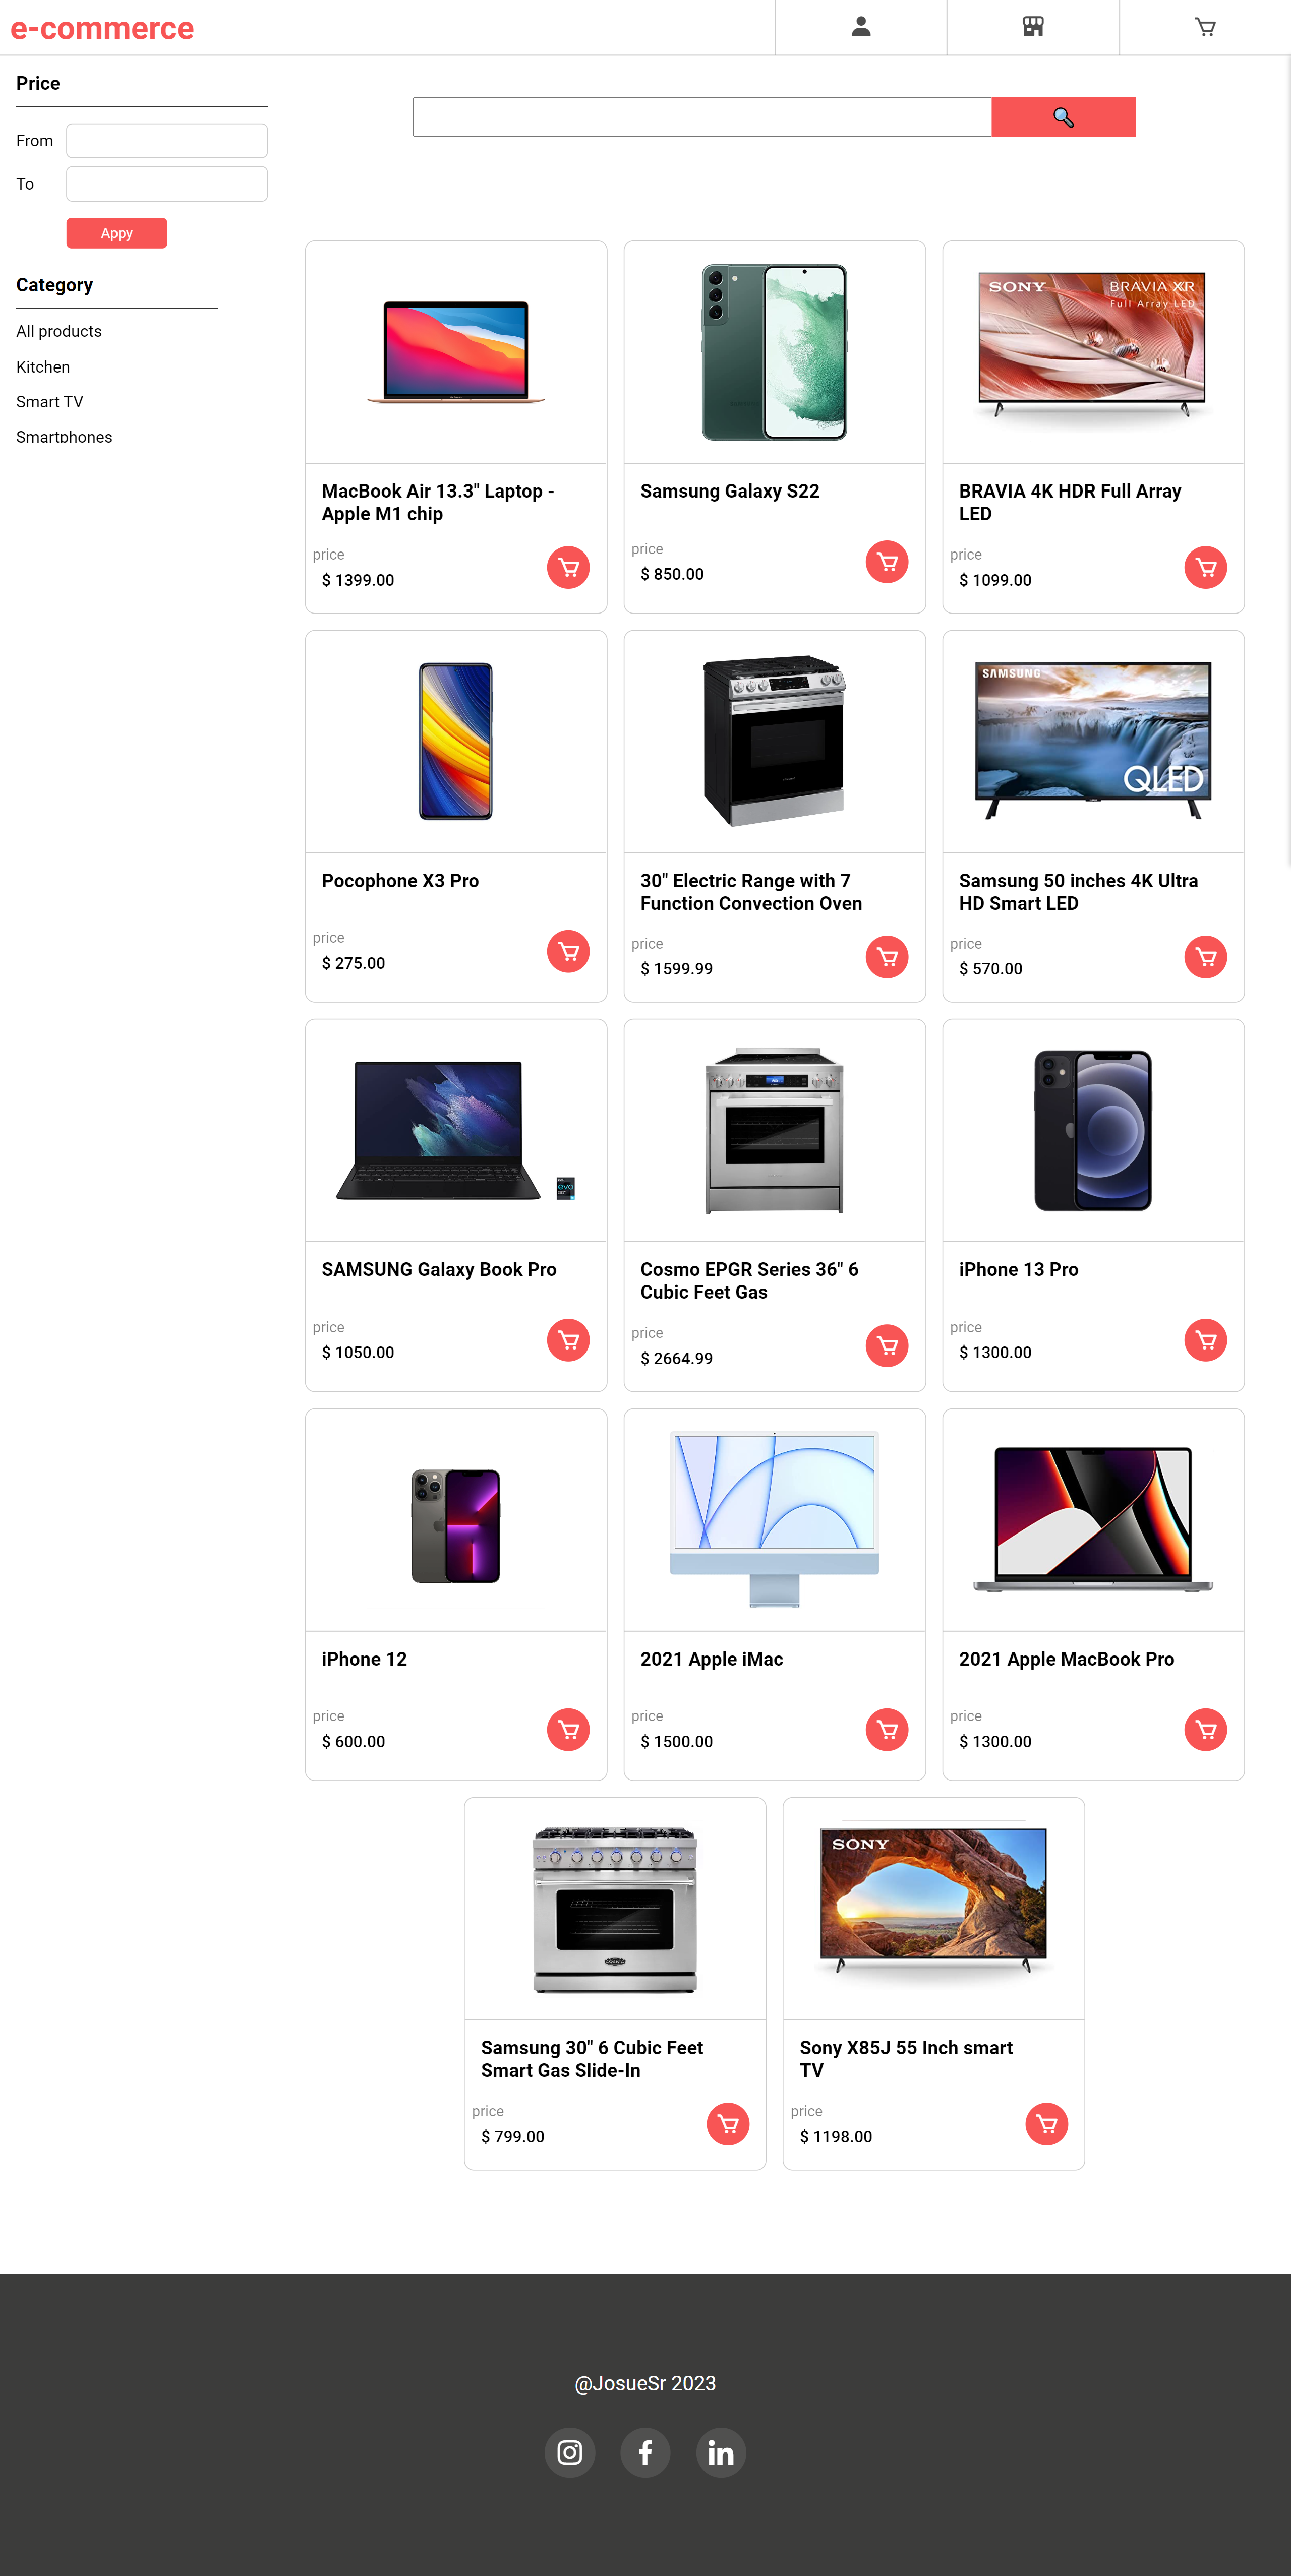 e-commerce
Price
From
To
Appy
Category
All products
Kitchen
Smart TV
Smartphones
SONY
BRAVIA XR
Full Array LED
MacBook Air 13.3" Laptop -
Apple M1 chip
price
$ 1399.00
Samsung Galaxy S22
price
$ 850.00
BRAVIA 4K HDR Full Array
LED
price
$ 1099.00
SAMSUNG
QLED
Pocophone X3 Pro
price
$ 275.00
30" Electric Range with 7
Function Convection Oven
price
$ 1599.99
Samsung 50 inches 4K Ultra
HD Smart LED
price
$ 570.00
evo
SAMSUNG Galaxy Book Pro
price
$ 1050.00
Cosmo EPGR Series 36" 6
Cubic Feet Gas
price
$ 2664.99
iPhone 13 Pro
price
$ 1300.00
iPhone 12
price
$ 600.00
2021 Apple iMac
price
$ 1500.00
2021 Apple MacBook Pro
price
$ 1300.00
SONY
Samsung 30" 6 Cubic Feet
Smart Gas Slide-In
price
$ 799.00
Sony X85J 55 Inch smart
TV
price
$ 1198.00
@JosueSr 2023